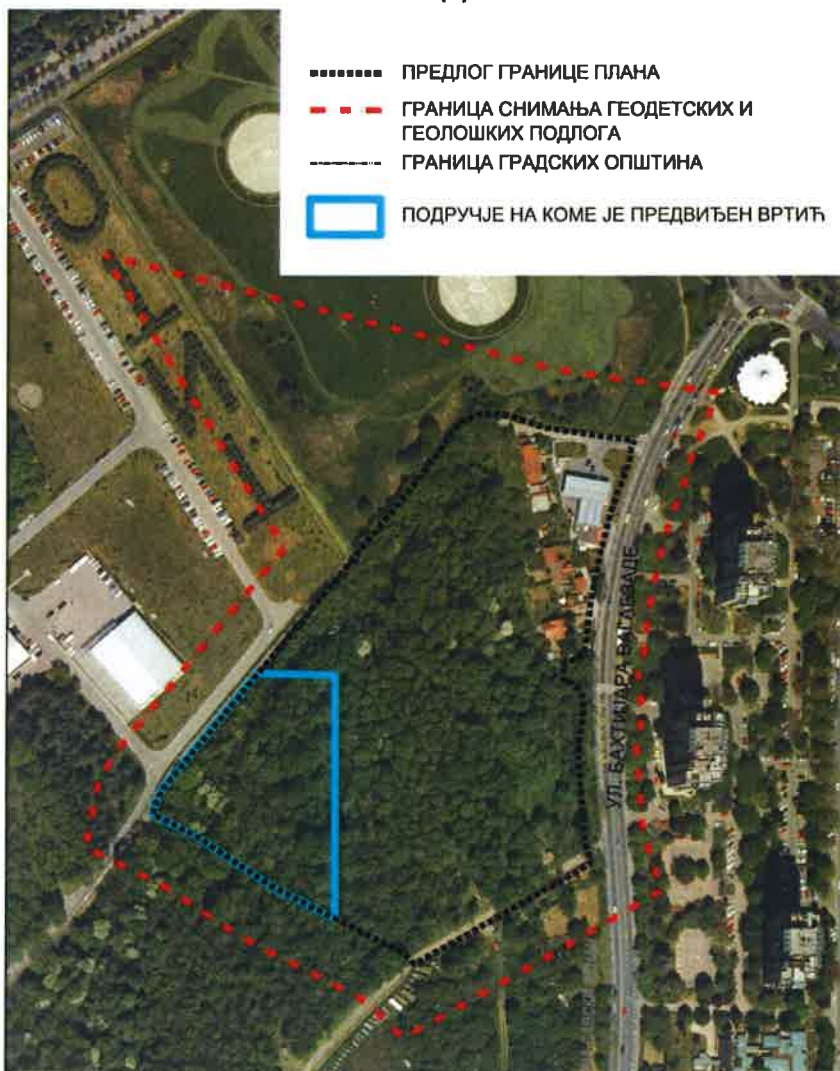 ПРЕДЛОГ ГРАНИЦЕ ПЛАНА
ГРАНИЦА СНИМАЊА ГЕОДЕТСКИХ И
ГЕОЛОШКИХ ПОДЛОГА
ГРАНИЦА ГРАДСКИХ ОПШТИНА
ПОДРУЧЈЕ НА КОМЕ ЈЕ ПРЕДВИЂЕН ВРТИЋ
УЛ. БАХТИЈАРА ВАГАБЗАДЕ